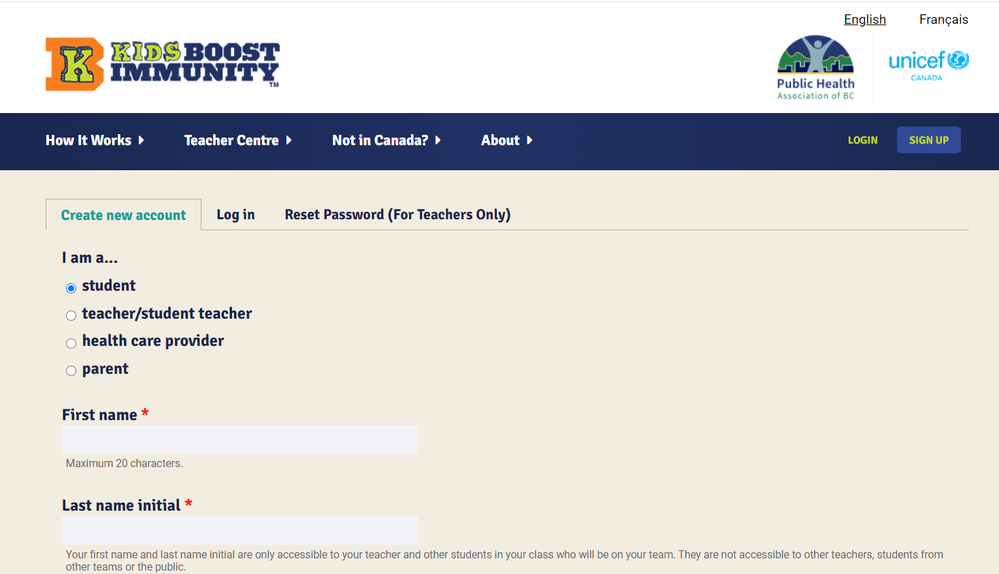 English Français
KIDS BOOST
IMMUNITY
TM
Public Health
Association of BC
unicef
CANADA
How It Works Teacher Centre Not in Canada? About LOGIN SIGN UP
Create new account Log in Reset Password (For Teachers Only)
I am a...
student
teacher/student teacher
health care provider
parent
First name *
Maximum 20 characters.
Last name initial *
Your first name and last name initial are only accessible to your teacher and other students in your class who will be on your team. They are not accessible to other teachers, students from
other teams or the public.